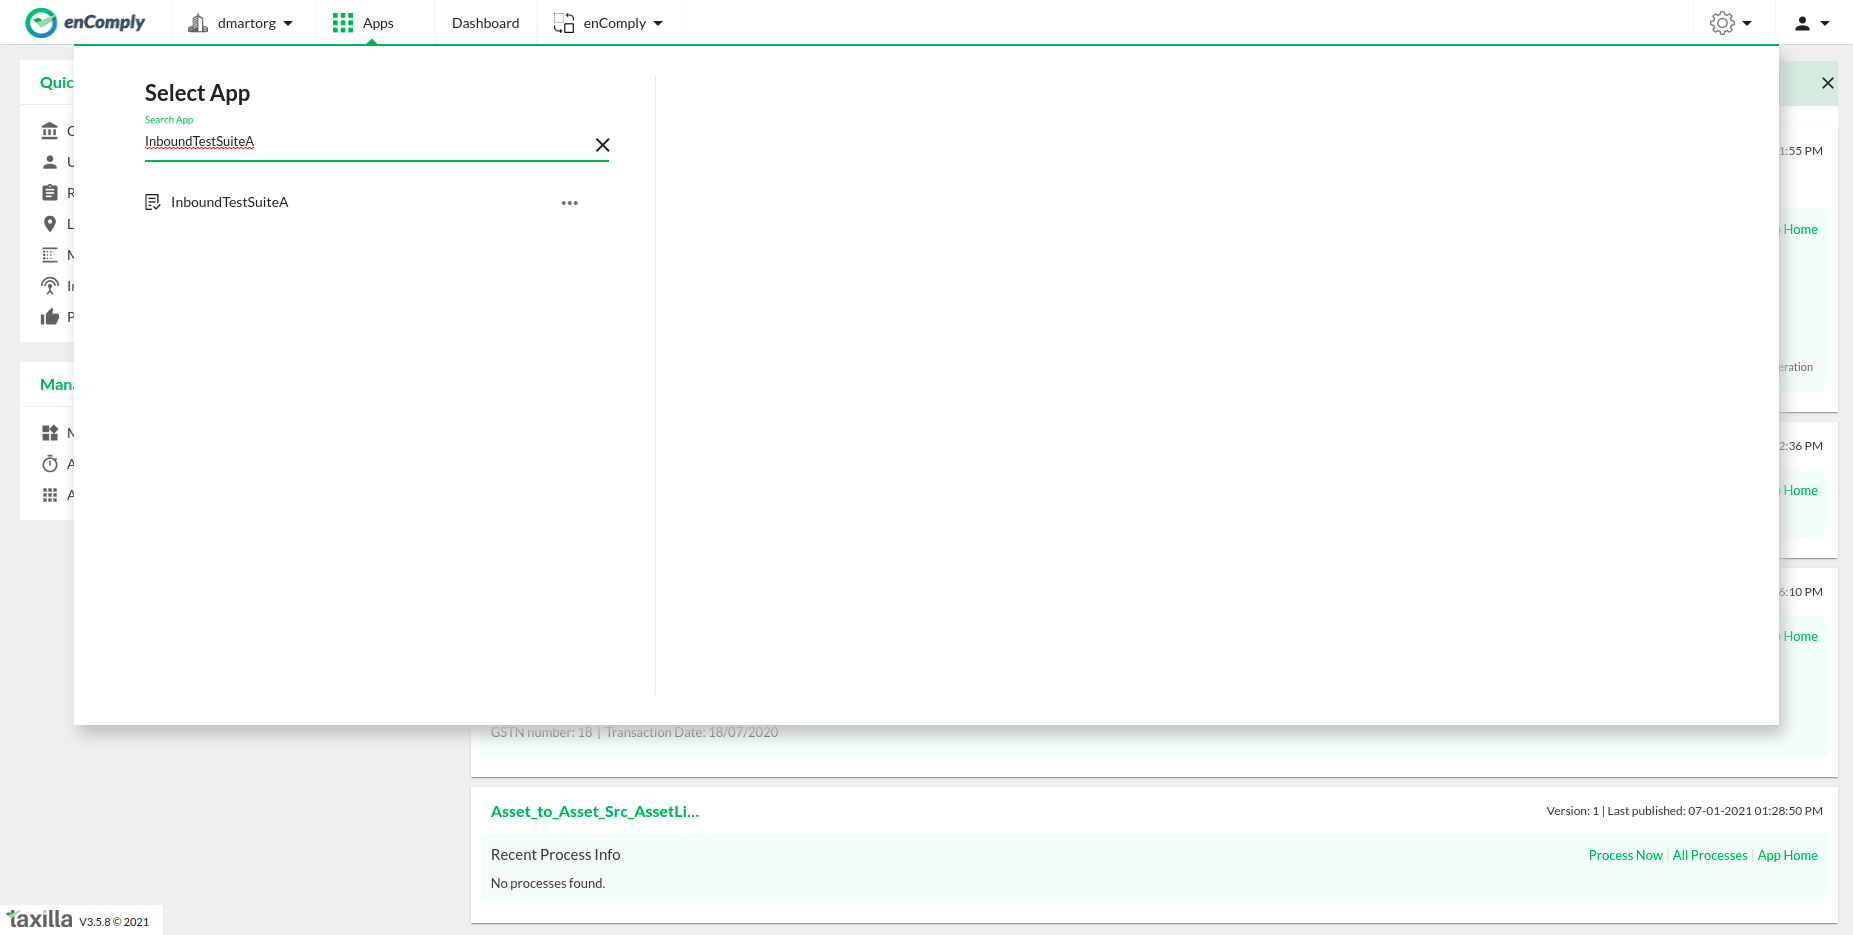 enComply
dmartorg
Apps
Dashboard
enComply
Quic
Select App
Search App
InboundTestSuiteA
InboundTestSuiteA
1:55 PM
Home
eration
Mana
2:36 PM
Home
6:10 PM
Home
GSTN number: 18 | Transaction Date: 18/07/2020
Asset_to_Asset_Src_AssetLi...
Version: 1 | Last published: 07-01-2021 01:28:50 PM
Recent Process Info
Process Now | All Processes | App Home
No processes found.
taxilla V3.5.8 © 2021